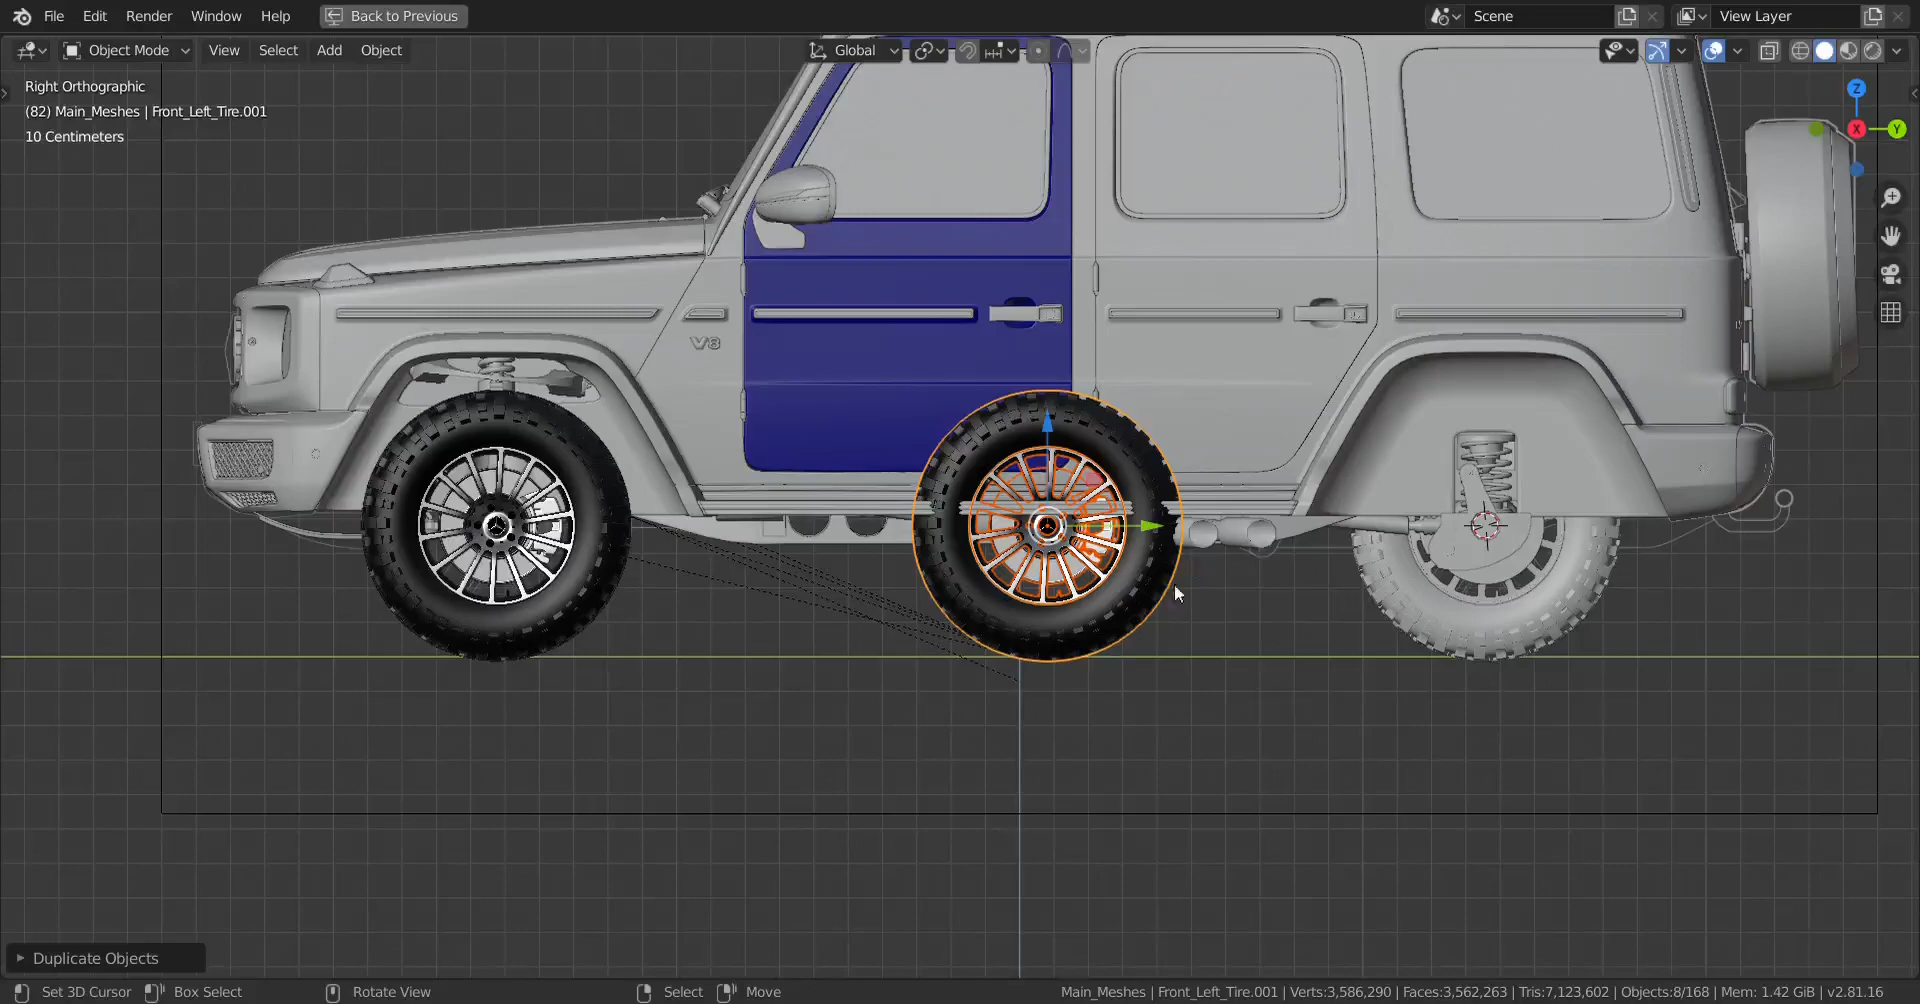 File Edit Render Window Help Back to Previous Scene View Layer
Object Mode View Select Add Object Global
Right Orthographic
(82) Main_Meshes | Front_Left_Tire.001
10 Centimeters
Z
X
Y
V8
Duplicate Objects
Set 3D Cursor Box Select Rotate View Select Move Main_Meshes | Front_Left_Tire.001 | Verts:3,586,290 | Faces:3,562,263 | Tris:7,123,602 | Objects:8/168 | Mem: 1.42 GiB | v2.81.16